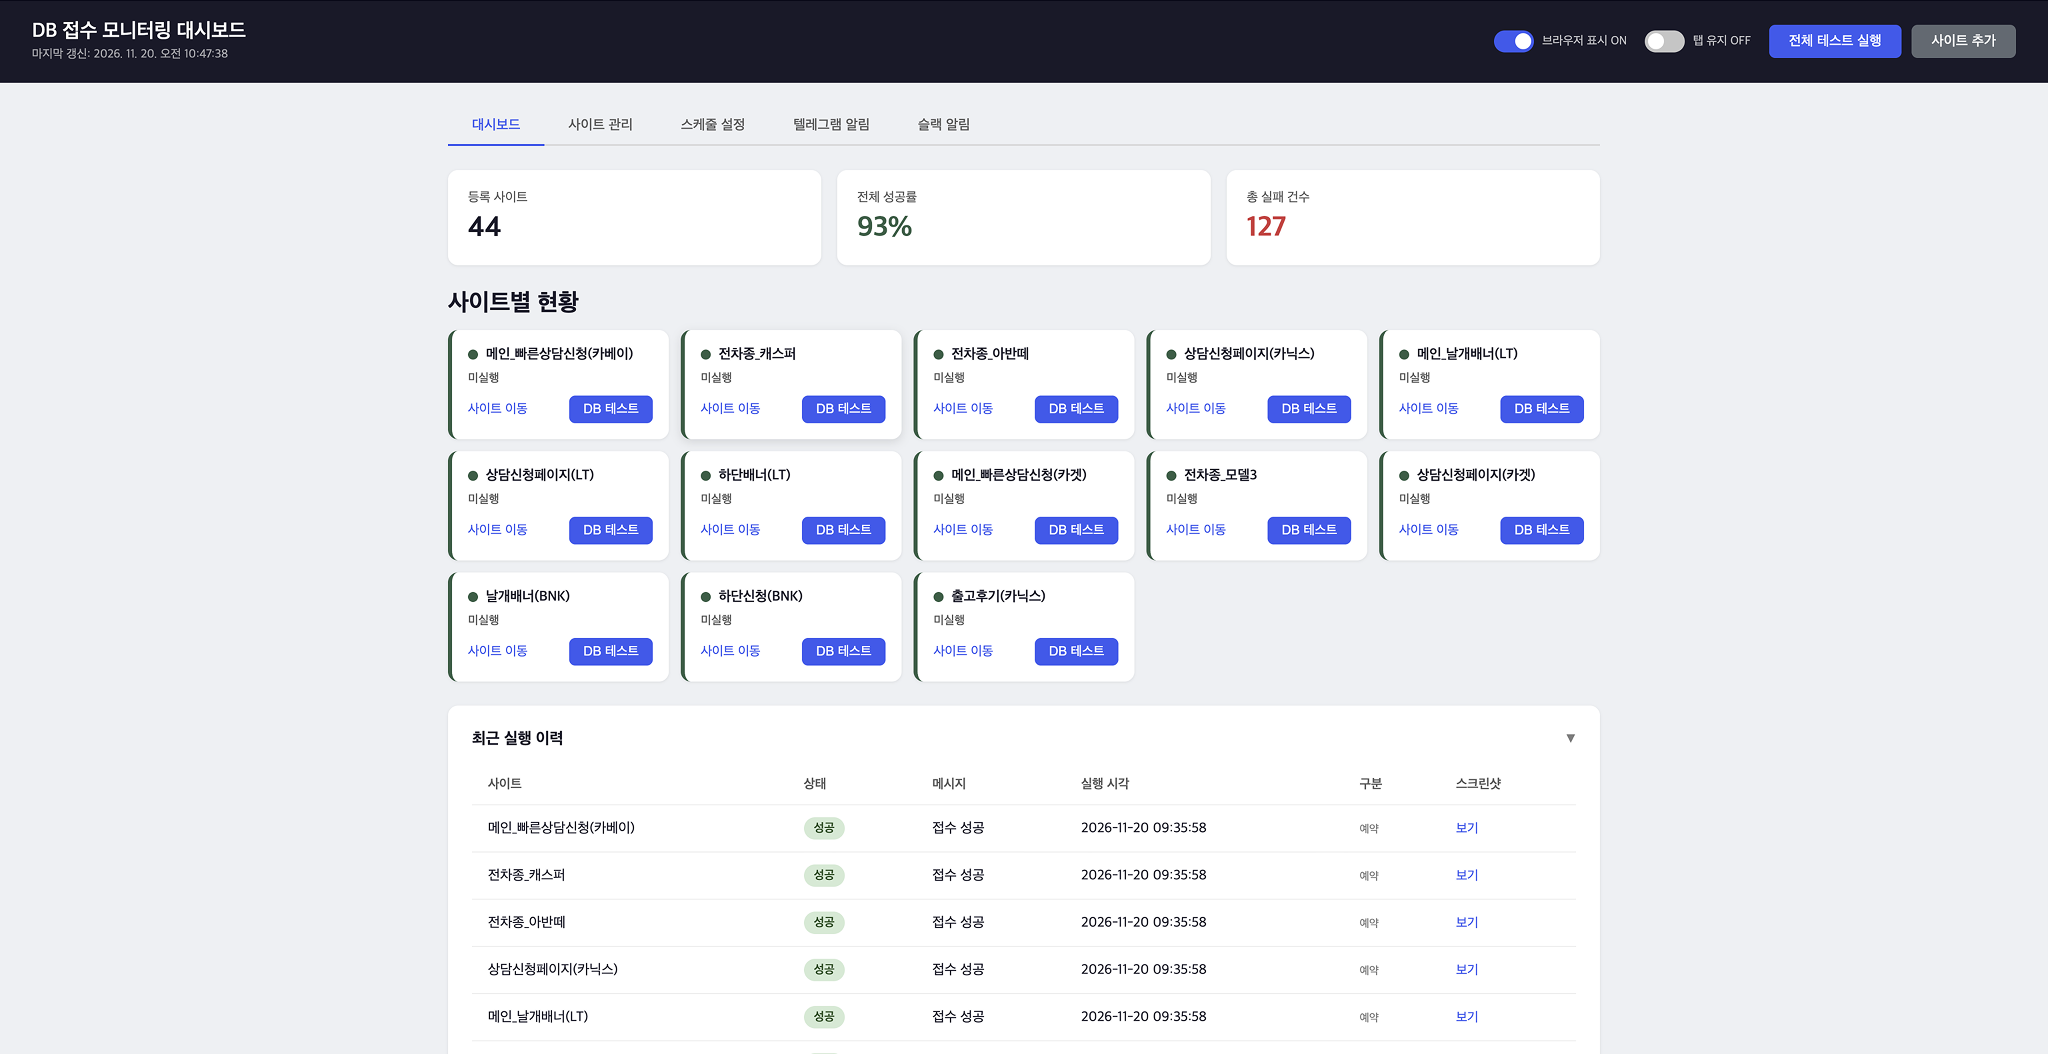 DB 접수 모니터링 대시보드
마지막 갱신: 2026. 11. 20. 오전 10:47:38
브라우저 표시 ON
탭 유지 OFF
전체 테스트 실행
사이트 추가
대시보드 사이트 관리 스케줄 설정 텔레그램 알림 슬랙 알림
등록 사이트
44
전체 성공률
93%
총 실패 건수
127
사이트별 현황
메인_빠른상담신청(카베이)
미실행
사이트 이동 DB 테스트
전차종_캐스퍼
미실행
사이트 이동 DB 테스트
전차종_아반떼
미실행
사이트 이동 DB 테스트
상담신청페이지(카닉스)
미실행
사이트 이동 DB 테스트
메인_날개배너(LT)
미실행
사이트 이동 DB 테스트
상담신청페이지(LT)
미실행
사이트 이동 DB 테스트
하단배너(LT)
미실행
사이트 이동 DB 테스트
메인_빠른상담신청(카겟)
미실행
사이트 이동 DB 테스트
전차종_모델3
미실행
사이트 이동 DB 테스트
상담신청페이지(카겟)
미실행
사이트 이동 DB 테스트
날개배너(BNK)
미실행
사이트 이동 DB 테스트
하단신청(BNK)
미실행
사이트 이동 DB 테스트
출고후기(카닉스)
미실행
사이트 이동 DB 테스트
최근 실행 이력 ▼
사이트 상태 메시지 실행 시각 구분 스크린샷
메인_빠른상담신청(카베이) 성공 접수 성공 2026-11-20 09:35:58 예약 보기
전차종_캐스퍼 성공 접수 성공 2026-11-20 09:35:58 예약 보기
전차종_아반떼 성공 접수 성공 2026-11-20 09:35:58 예약 보기
상담신청페이지(카닉스) 성공 접수 성공 2026-11-20 09:35:58 예약 보기
메인_날개배너(LT) 성공 접수 성공 2026-11-20 09:35:58 예약 보기